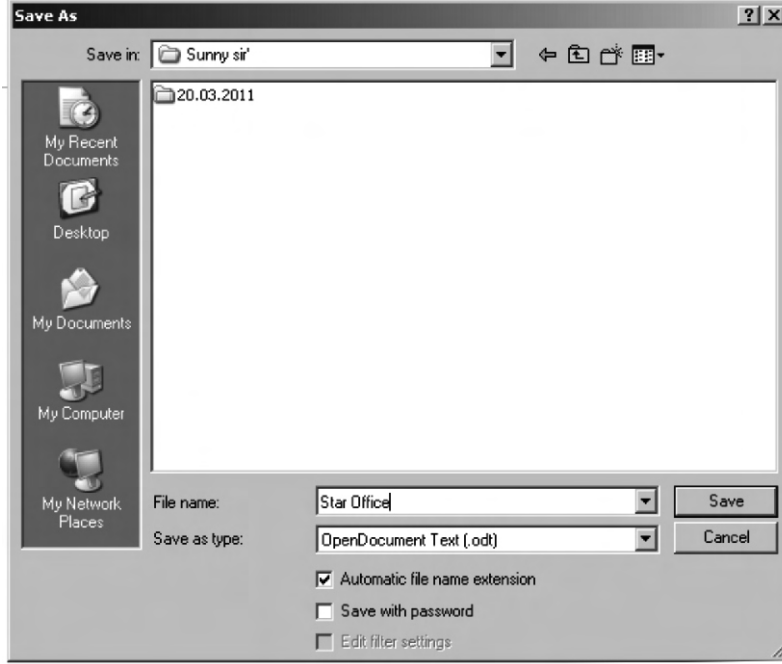 Save As
Save in:
Sunny sir'
20.03.2011
My Recent
Documents
Desktop
My Documents
My Computer
My Network
Places
File name:
Star Office
Save
Save as type:
OpenDocument Text (.odt)
Cancel
Automatic file name extension
Save with password
Edit filter settings